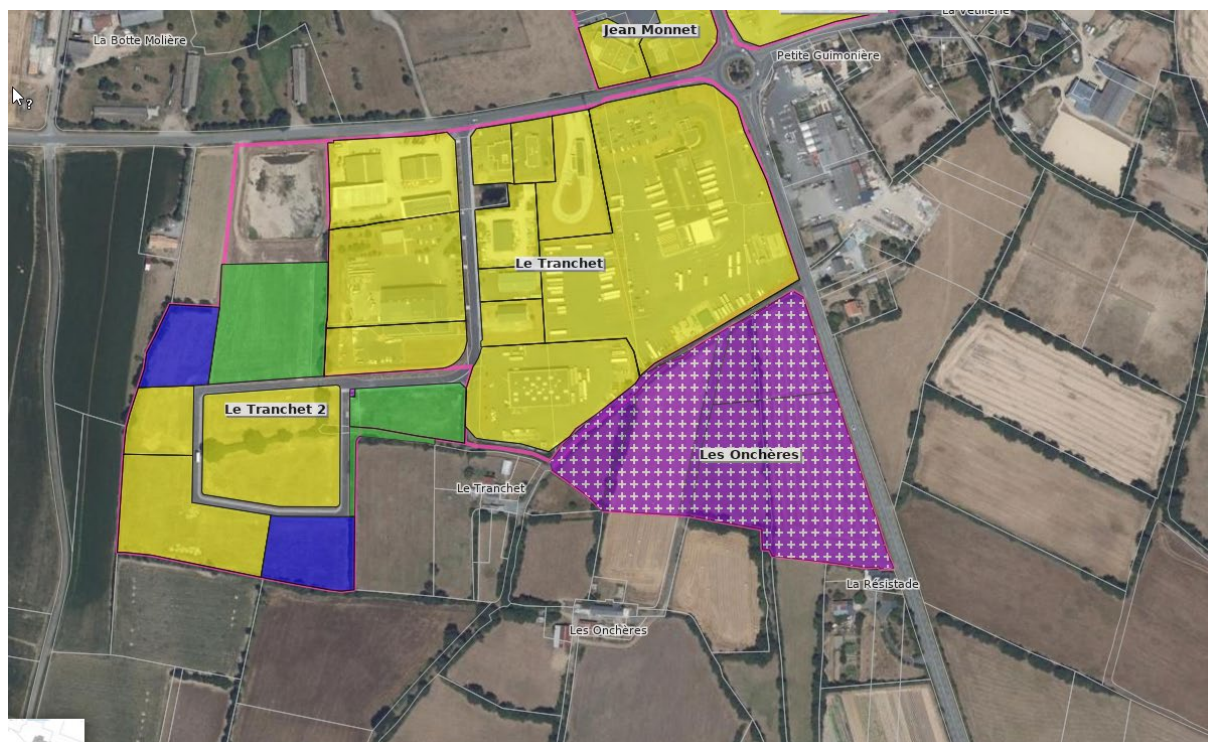 La Vétillerie
Jean Monnet
La Botte Molière
Petite Guimonière
Le Tranchet
Le Tranchet 2
Les Onchères
Le Tranchet
La Résistade
Les Onchères